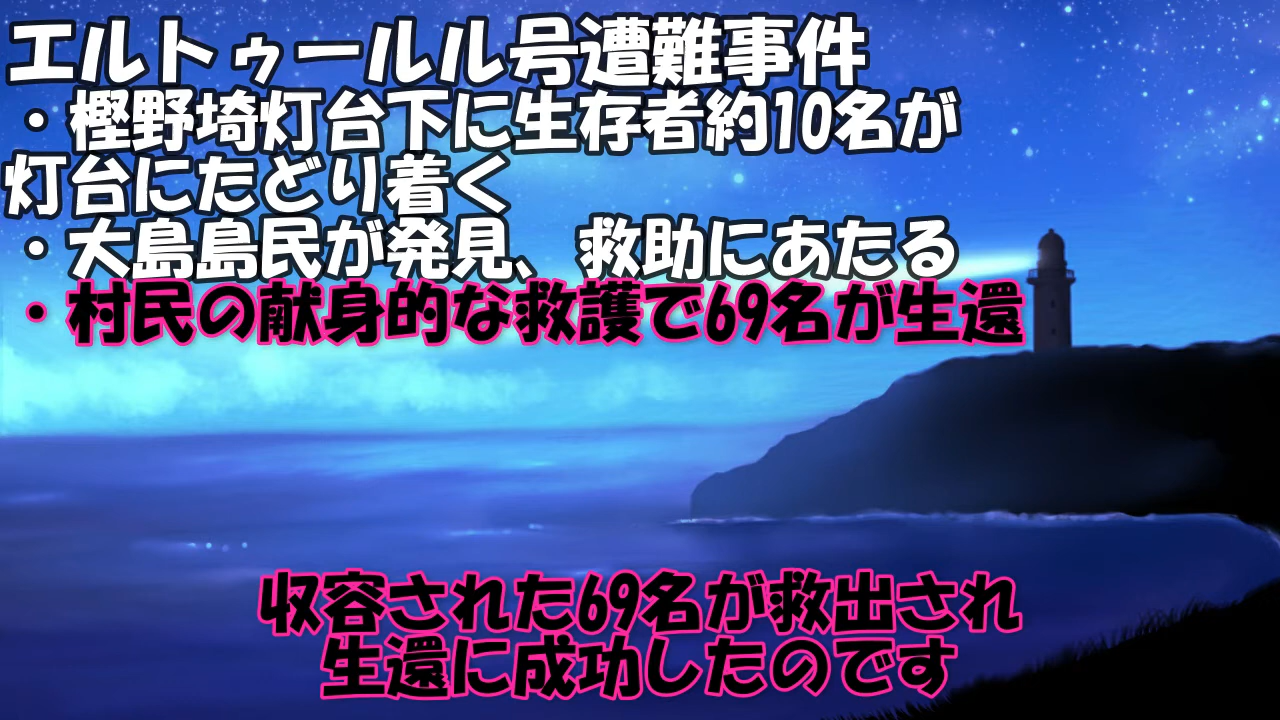 エルトゥールル号遭難事件
・樫野埼灯台下に生存者約10名が
灯台にたどり着く
・大島島民が発見、救助にあたる
・村民の献身的な救護で69名が生還
収容された69名が救出され
生還に成功したのです